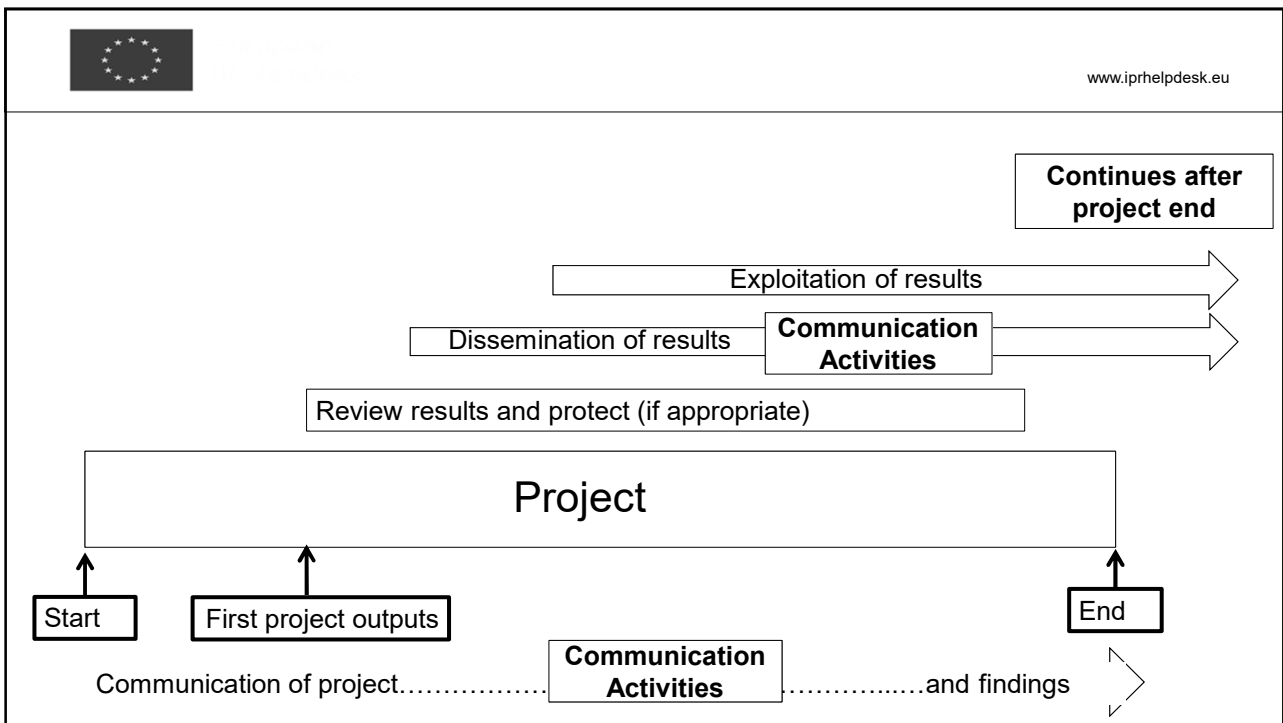 www.iprhelpdesk.eu
Continues after
project end
Exploitation of results
Dissemination of results
Communication
Activities
Review results and protect (if appropriate)
Project
Start
First project outputs
End
Communication of project………………
Communication
Activities
…………...….and findings